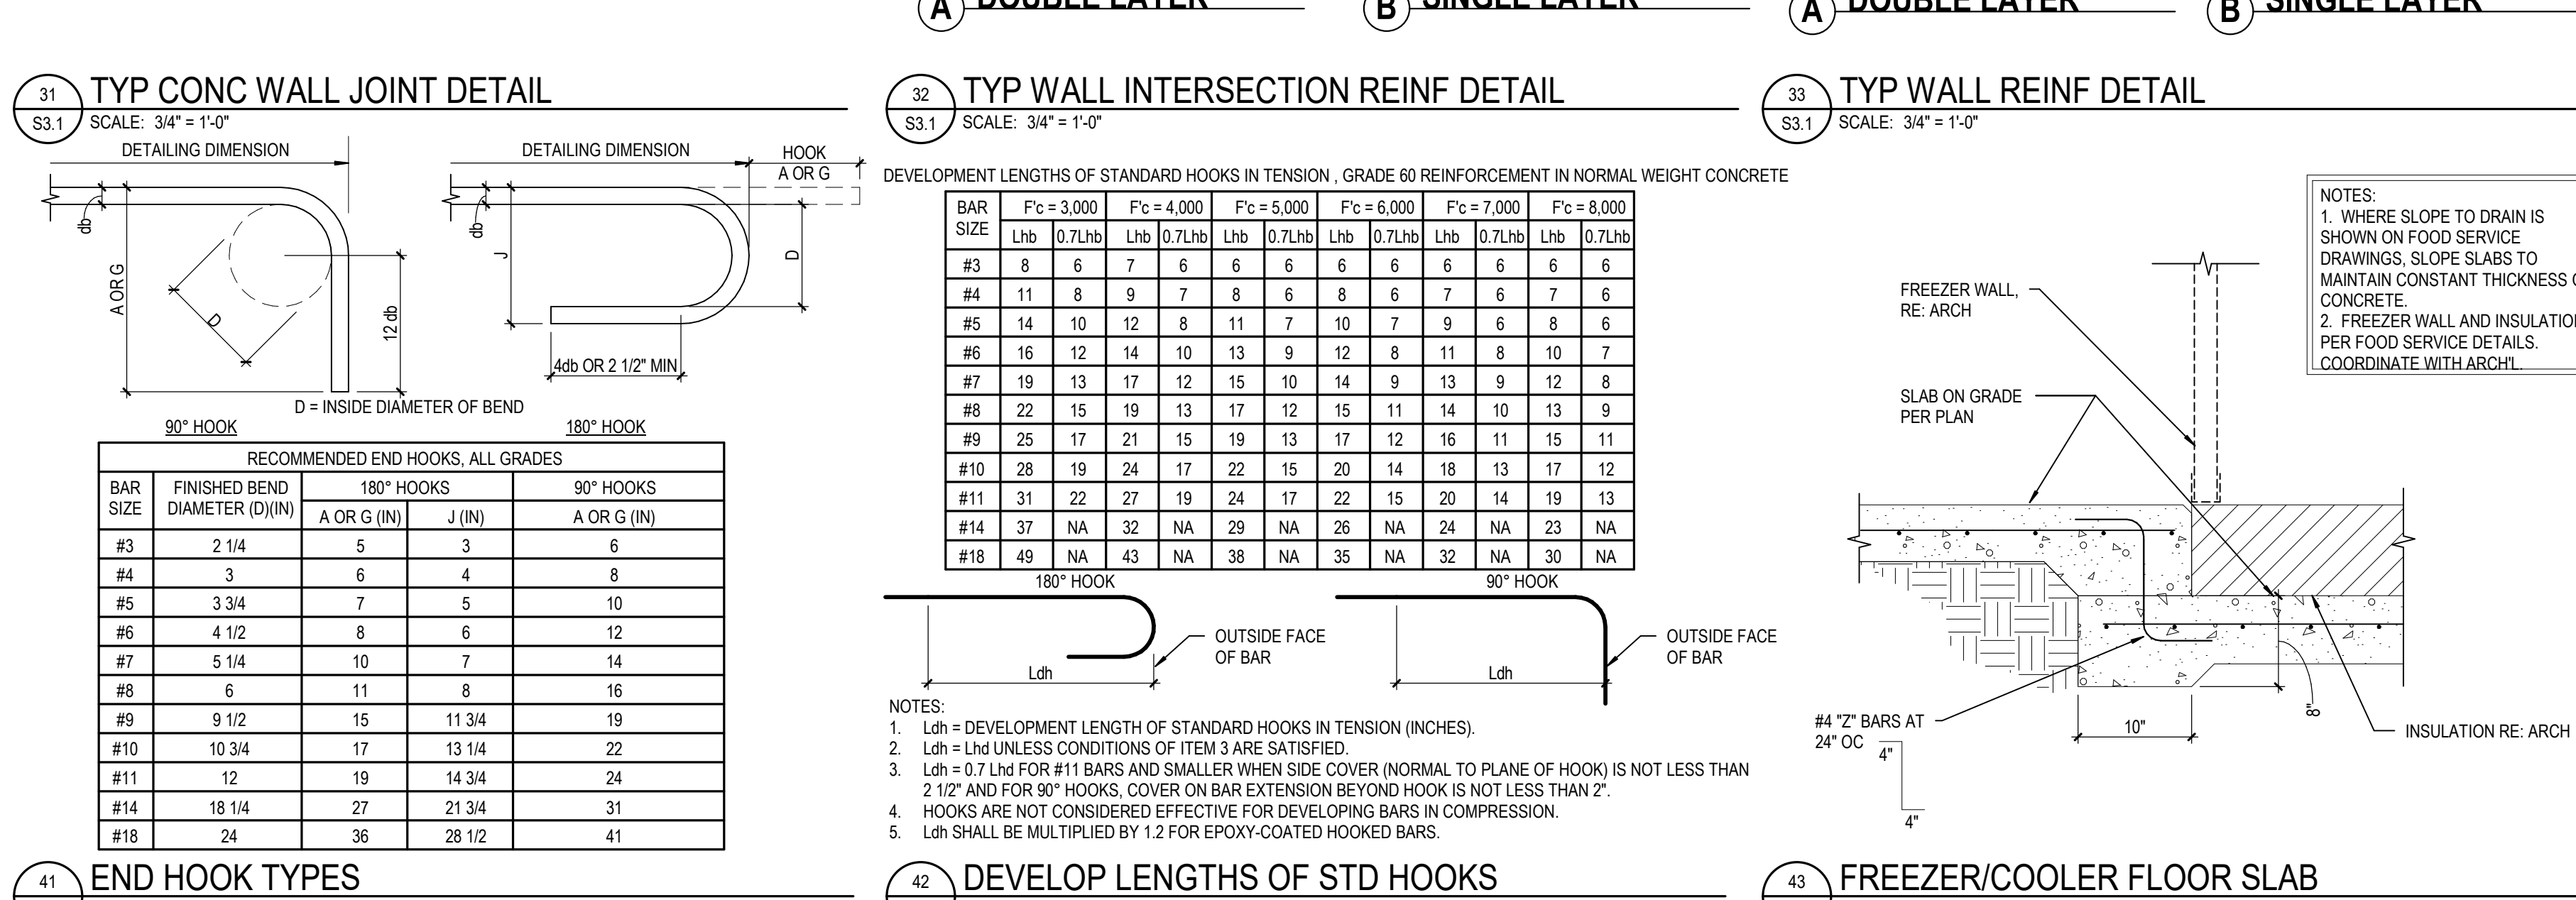 A DOUBLE LAYER
B SINGLE LAYER
A DOUBLE LAYER
B SINGLE LAYER
31 TYP CONC WALL JOINT DETAIL
S3.1 SCALE: 3/4" = 1'-0"
32 TYP WALL INTERSECTION REINF DETAIL
S3.1 SCALE: 3/4" = 1'-0"
33 TYP WALL REINF DETAIL
S3.1 SCALE: 3/4" = 1'-0"
DETAILING DIMENSION
db
A OR G
D
12 db
DETAILING DIMENSION
HOOK
A OR G
db
J
D
4db OR 2 1/2" MIN
D = INSIDE DIAMETER OF BEND
90° HOOK
180° HOOK
RECOMMENDED END HOOKS, ALL GRADES
BAR SIZE FINISHED BEND DIAMETER (D)(IN) 180° HOOKS 90° HOOKS
A OR G (IN) J (IN) A OR G (IN)
#3 2 1/4 5 3 6
#4 3 6 4 8
#5 3 3/4 7 5 10
#6 4 1/2 8 6 12
#7 5 1/4 10 7 14
#8 6 11 8 16
#9 9 1/2 15 11 3/4 19
#10 10 3/4 17 13 1/4 22
#11 12 19 14 3/4 24
#14 18 1/4 27 21 3/4 31
#18 24 36 28 1/2 41
41 END HOOK TYPES
DEVELOPMENT LENGTHS OF STANDARD HOOKS IN TENSION , GRADE 60 REINFORCEMENT IN NORMAL WEIGHT CONCRETE
BAR SIZE F'c = 3,000 F'c = 4,000 F'c = 5,000 F'c = 6,000 F'c = 7,000 F'c = 8,000
Lhb 0.7Lhb Lhb 0.7Lhb Lhb 0.7Lhb Lhb 0.7Lhb Lhb 0.7Lhb Lhb 0.7Lhb
#3 8 6 7 6 6 6 6 6 6 6 6 6
#4 11 8 9 7 8 6 8 6 7 6 7 6
#5 14 10 12 8 11 7 10 7 9 6 8 6
#6 16 12 14 10 13 9 12 8 11 8 10 7
#7 19 13 17 12 15 10 14 9 13 9 12 8
#8 22 15 19 13 17 12 15 11 14 10 13 9
#9 25 17 21 15 19 13 17 12 16 11 15 11
#10 28 19 24 17 22 15 20 14 18 13 17 12
#11 31 22 27 19 24 17 22 15 20 14 19 13
#14 37 NA 32 NA 29 NA 26 NA 24 NA 23 NA
#18 49 NA 43 NA 38 NA 35 NA 32 NA 30 NA
180° HOOK
90° HOOK
OUTSIDE FACE
OF BAR
Ldh
OUTSIDE FACE
OF BAR
Ldh
NOTES:
1. Ldh = DEVELOPMENT LENGTH OF STANDARD HOOKS IN TENSION (INCHES).
2. Ldh = Lhd UNLESS CONDITIONS OF ITEM 3 ARE SATISFIED.
3. Ldh = 0.7 Lhd FOR #11 BARS AND SMALLER WHEN SIDE COVER (NORMAL TO PLANE OF HOOK) IS NOT LESS THAN
2 1/2" AND FOR 90° HOOKS, COVER ON BAR EXTENSION BEYOND HOOK IS NOT LESS THAN 2".
4. HOOKS ARE NOT CONSIDERED EFFECTIVE FOR DEVELOPING BARS IN COMPRESSION.
5. Ldh SHALL BE MULTIPLIED BY 1.2 FOR EPOXY-COATED HOOKED BARS.
42 DEVELOP LENGTHS OF STD HOOKS
NOTES:
1. WHERE SLOPE TO DRAIN IS
SHOWN ON FOOD SERVICE
DRAWINGS, SLOPE SLABS TO
MAINTAIN CONSTANT THICKNESS
CONCRETE.
2. FREEZER WALL AND INSULATION
PER FOOD SERVICE DETAILS.
COORDINATE WITH ARCH'L.
FREEZER WALL,
RE: ARCH
SLAB ON GRADE
PER PLAN
#4 "Z" BARS AT
24" OC
4"
4"
10"
8"
INSULATION RE: ARCH
43 FREEZER/COOLER FLOOR SLAB